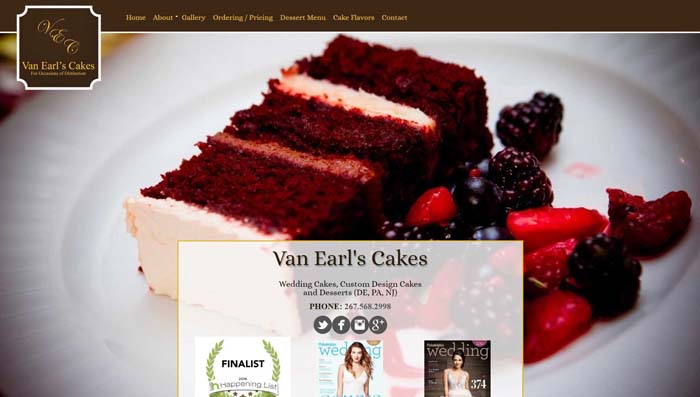 Home About Gallery Ordering / Pricing Dessert Menu Cake Flavors Contact
VEC
Van Earl's Cakes
For Occasions of Distinction
Van Earl's Cakes
Wedding Cakes, Custom Design Cakes
and Desserts (DE, PA, NJ)
PHONE: 267.568.2998
FINALIST
Happening List
Philadelphia
wedding
Philadelphia
wedding
374